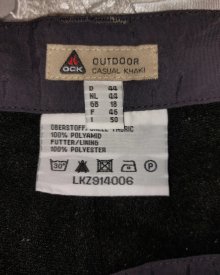 OCK
OUTDOOR
CASUAL KHAKI
D 44
NL 44
GB 18
F 46
I 50
OBERSTOFF/SHELL FABRIC
100% POLYAMID
FUTTER/LINING
100% POLYESTER
30
LKZ914006